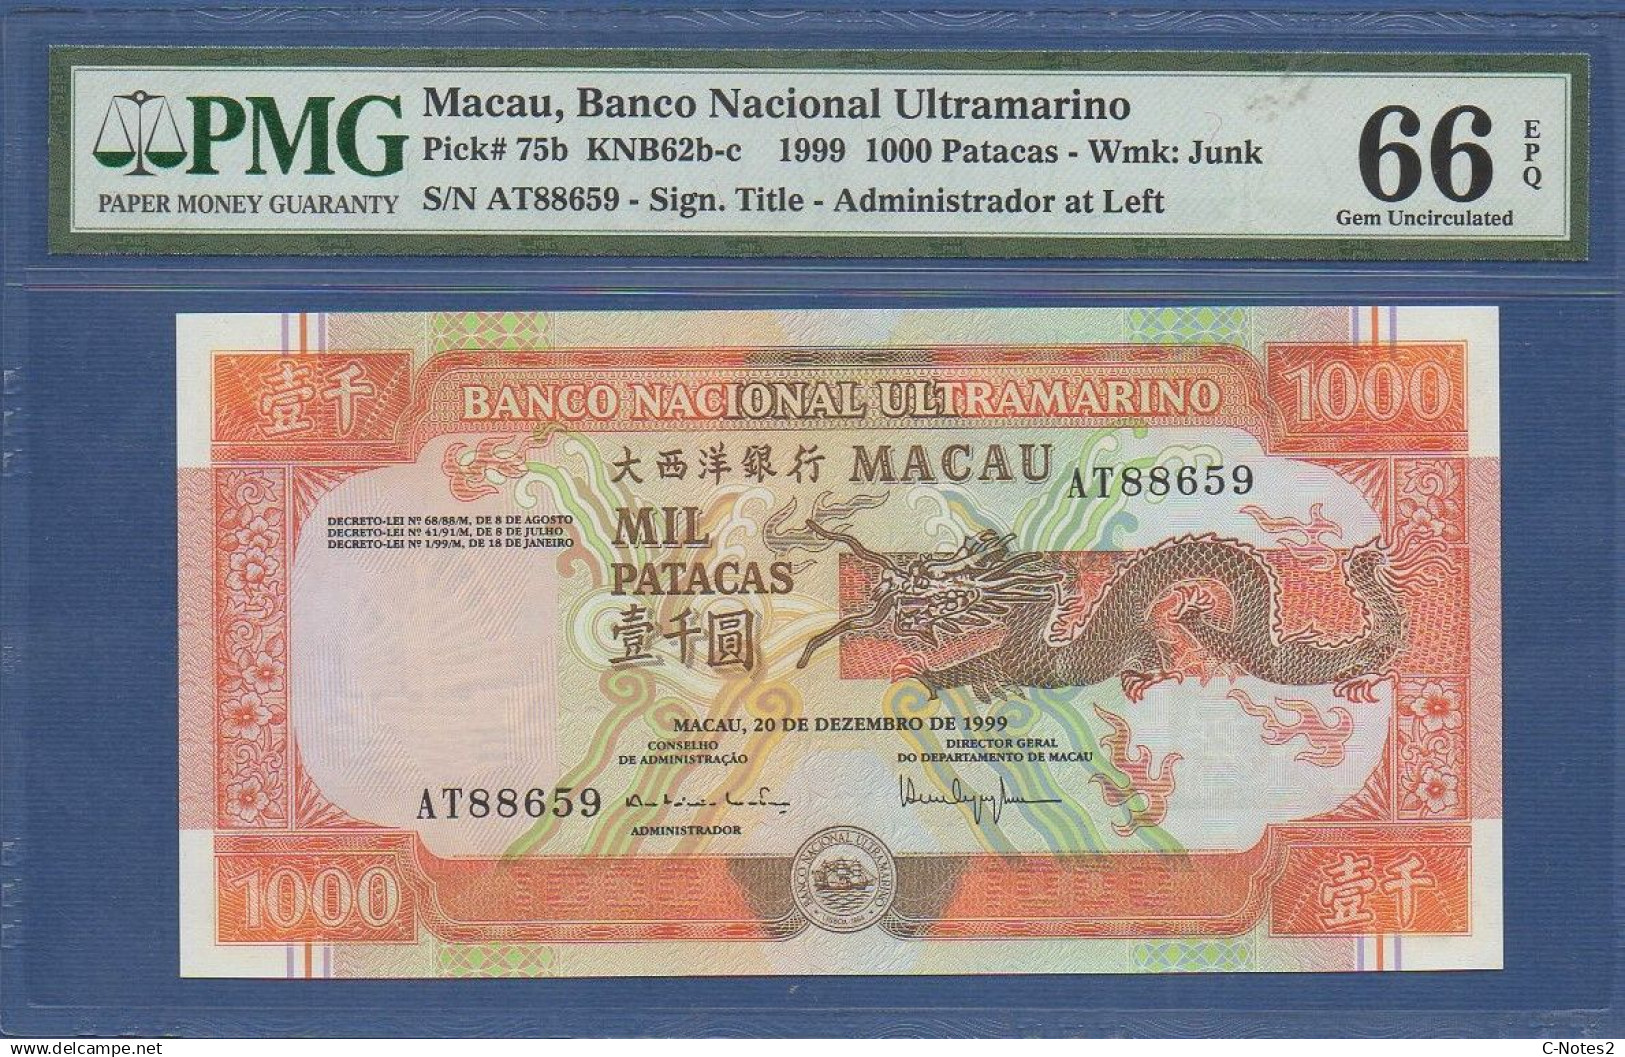 PMG
PAPER MONEY GUARANTY
Macau, Banco Nacional Ultramarino
Pick# 75b KNB62b-c 1999 1000 Patacas - Wmk: Junk
S/N AT88659 - Sign. Title - Administrador at Left
66
EPQ
Gem Uncirculated
壹千
BANCO NACIONAL ULTRAMARINO
1000
大西洋銀行 MACAU
AT88659
DECRETO-LEI Nº 68/88/M, DE 8 DE AGOSTO
DECRETO-LEI Nº 41/91/M, DE 8 DE JULHO
DECRETO-LEI Nº 1/99/M, DE 18 DE JANEIRO
MIL
PATACAS
壹千圓
MACAU, 20 DE DEZEMBRO DE 1999
CONSELHO
DE ADMINISTRAÇÃO
DIRECTOR GERAL
DO DEPARTAMENTO DE MACAU
AT88659
ADMINISTRADOR
BANCO NACIONAL ULTRAMARINO
LISBOA 1864
1000
壹千
www.delcampe.net
C-Notes2